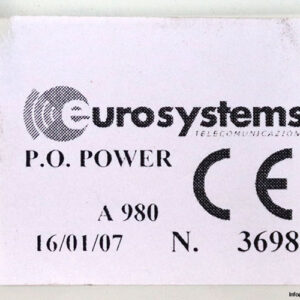 eurosystems
TELECOMUNICAZIONI
P.O. POWER
CE
A 980
16/01/07 N. 3698